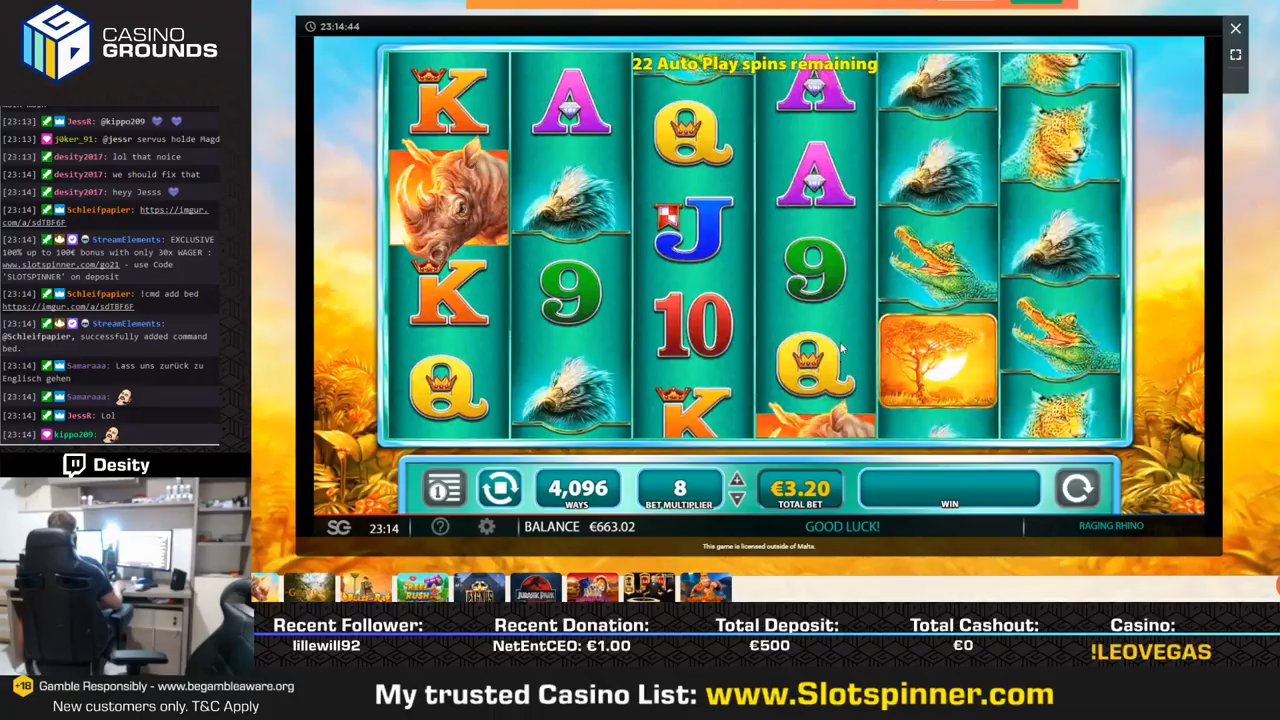 CASINO
GROUNDS
[23:13] JessR: @kippo209
[23:13] j0ker_91: @jessr servus holde Magd
[23:13] desity2017: lol that noice
[23:14] desity2017: we should fix that
[23:14] desity2017: heyy Jesss
[23:14] Schleifpapier: https://imgur.
com/a/sdTBF6F
[23:14] StreamElements: EXCLUSIVE
100% up to 100€ bonus with only 30x WAGER :
www.slotspinner.com/go21 - use Code
'SLOTSPINNER' on deposit
[23:14] Schleifpapier: !cmd add bed
https://imgur.com/a/sdTBF6F
[23:14] StreamElements:
@Schleifpapier, successfully added command
bed.
[23:14] Samaraaa: Lass uns zurück zu
Englisch gehen
[23:14] Samaraaa:
[23:14] JessR: Lol
[23:14] kippo209:
Desity
23:14:44
22 Auto Play spins remaining
K A Q A
A
J
K 9 9
10
Q Q
K
4,096
WAYS
8
BET MULTIPLIER
€3.20
TOTAL BET
WIN
SG 23:14 BALANCE €663.02 GOOD LUCK! RAGING RHINO
This game is licensed outside of Malta.
Recent Follower:
lillewill92
Recent Donation:
NetEntCEO: €1.00
Total Deposit:
€500
Total Cashout:
€0
Casino:
!LEOVEGAS
+18 Gamble Responsibly - www.begambleaware.org
New customers only. T&C Apply
My trusted Casino List: www.Slotspinner.com